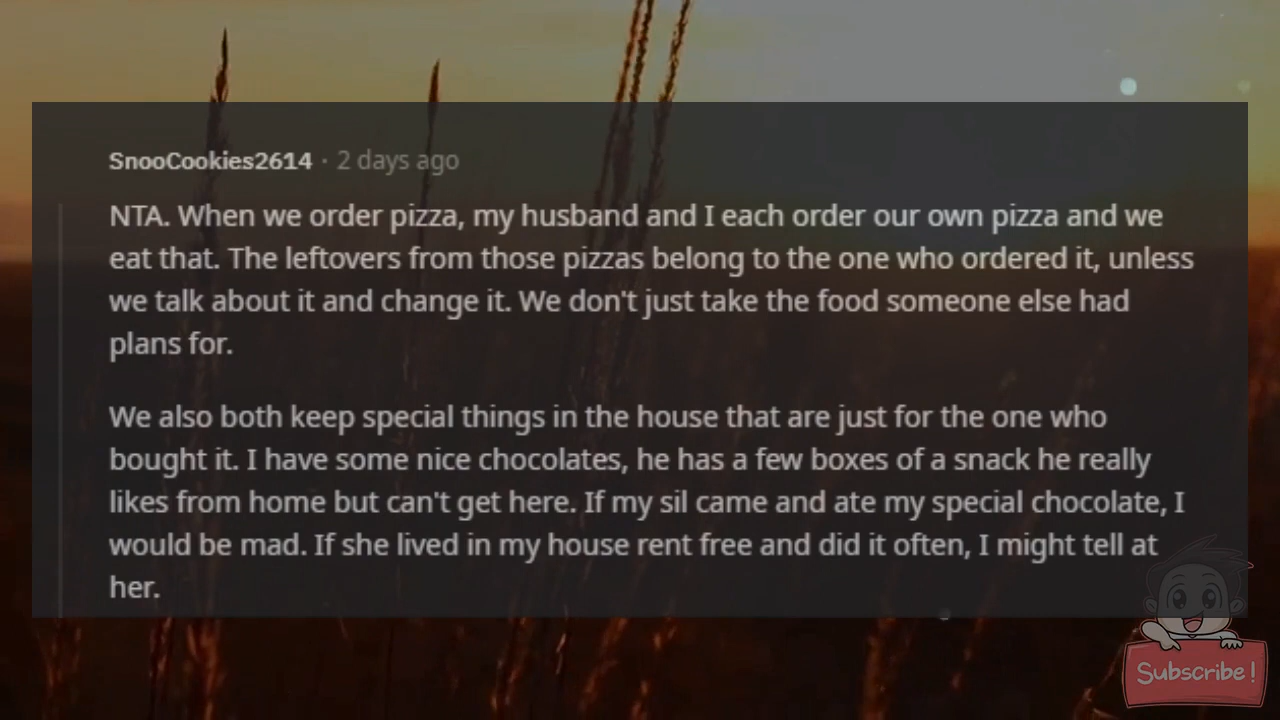 SnooCookies2614 · 2 days ago
NTA. When we order pizza, my husband and I each order our own pizza and we
eat that. The leftovers from those pizzas belong to the one who ordered it, unless
we talk about it and change it. We don't just take the food someone else had
plans for.
We also both keep special things in the house that are just for the one who
bought it. I have some nice chocolates, he has a few boxes of a snack he really
likes from home but can't get here. If my sil came and ate my special chocolate, I
would be mad. If she lived in my house rent free and did it often, I might tell at
her.
Subscribe!